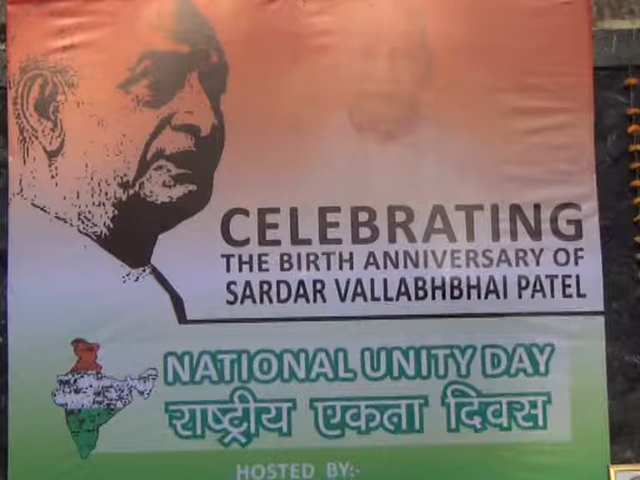 CELEBRATING
THE BIRTH ANNIVERSARY OF
SARDAR VALLABHBHAI PATEL
NATIONAL UNITY DAY
राष्ट्रीय एकता दिवस
HOSTED BY:-